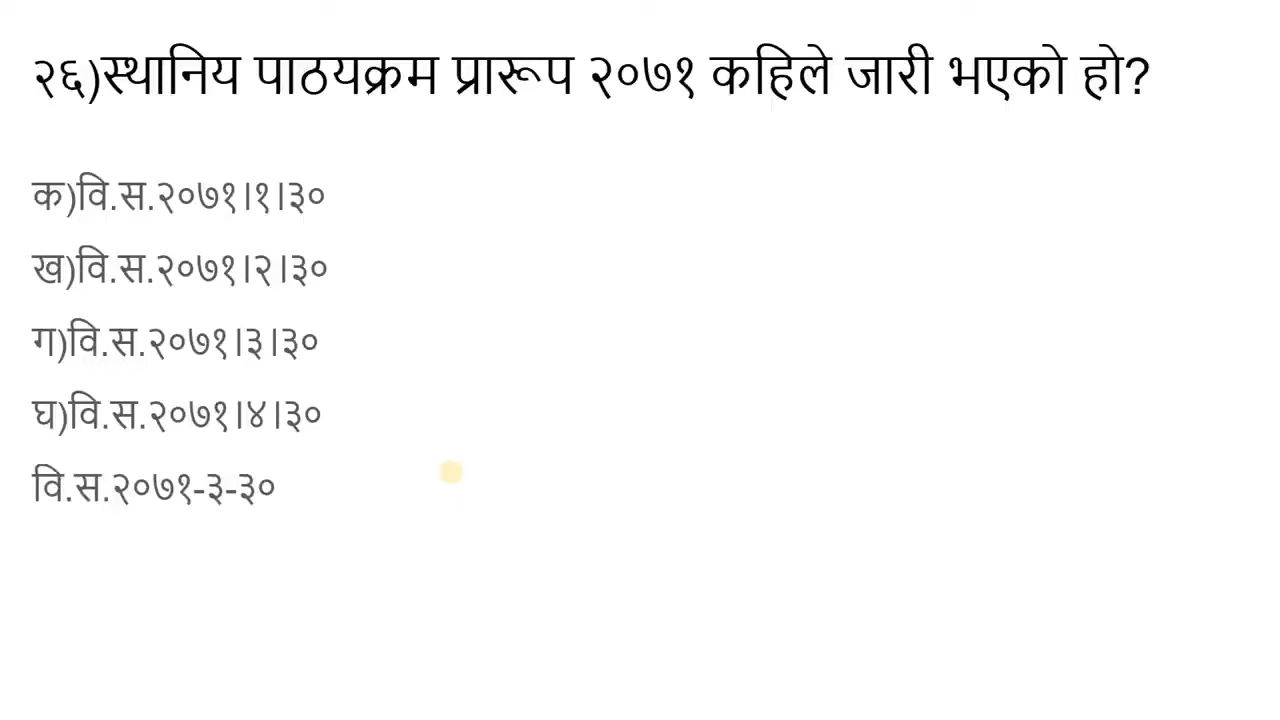 २६)स्थानिय पाठयक्रम प्रारूप २०७१ कहिले जारी भएको हो?
क)वि.स.२०७१।१।३०
ख)वि.स.२०७१।२।३०
ग)वि.स.२०७१।३।३०
घ)वि.स.२०७१।४।३०
वि.स.२०७१-३-३०